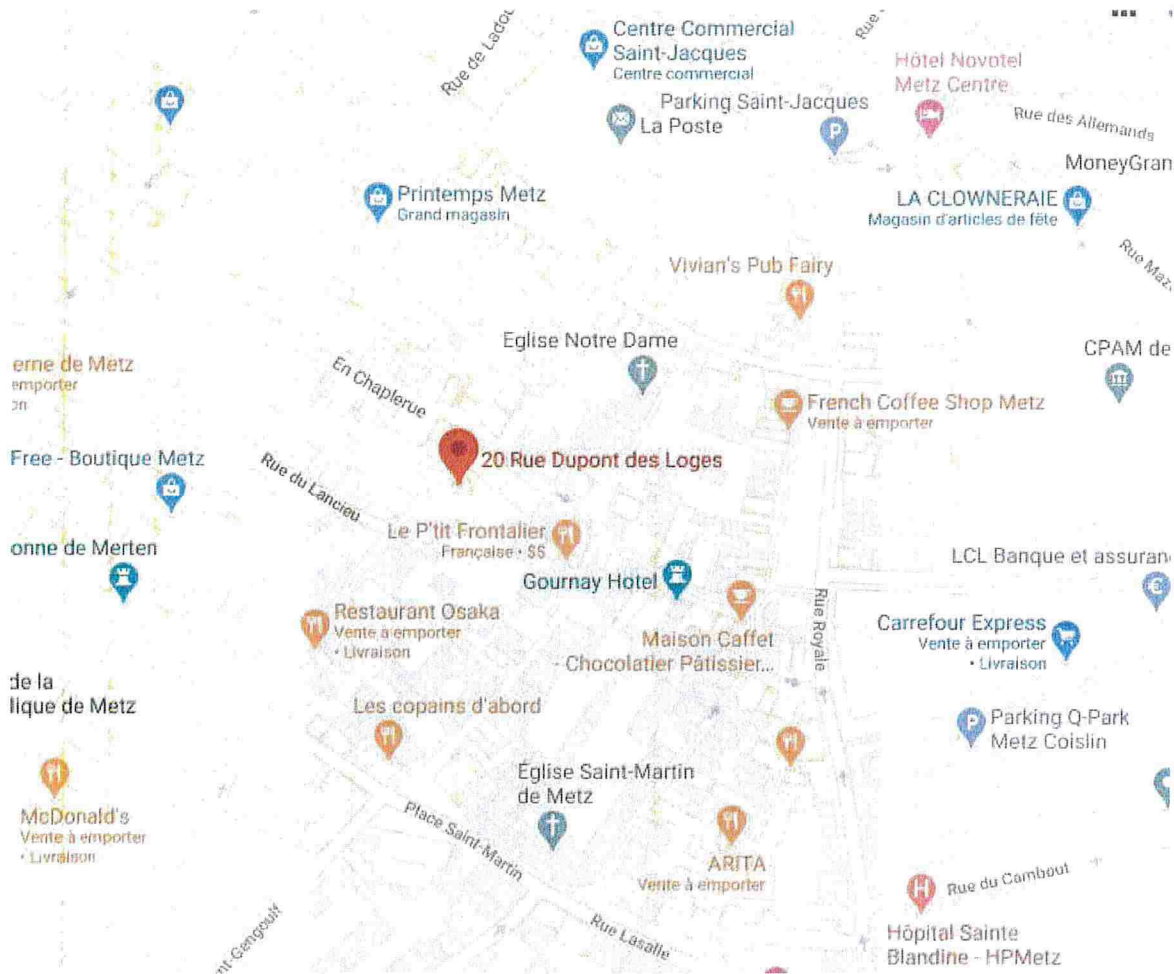 Centre Commercial
Saint-Jacques
Centre commercial
Rue de Ladou
Rue
Hôtel Novotel
Metz Centre
Parking Saint-Jacques
La Poste
Rue des Allemands
MoneyGran
Printemps Metz
Grand magasin
LA CLOWNERAIE
Magasin d'articles de fête
Rue Maz
Vivian's Pub Fairy
Eglise Notre Dame
CPAM de
erne de Metz
emporter
on
En Chaplerue
French Coffee Shop Metz
Vente à emporter
20 Rue Dupont des Loges
Free - Boutique Metz
Rue du Lancieu
Le P'tit Frontalier
Française • $$
onne de Merten
Gournay Hotel
LCL Banque et assuran
Restaurant Osaka
Vente à emporter
• Livraison
Maison Caffet
- Chocolatier Pâtissier...
Rue Royale
Carrefour Express
Vente à emporter
• Livraison
de la
lique de Metz
Les copains d'abord
Parking Q-Park
Metz Coislin
Église Saint-Martin
de Metz
McDonald's
Vente à emporter
• Livraison
Place Saint-Martin
ARITA
Vente à emporter
Rue du Cambout
Rue Lasalle
nt-Gengoulf
Hôpital Sainte
Blandine - HPMetz